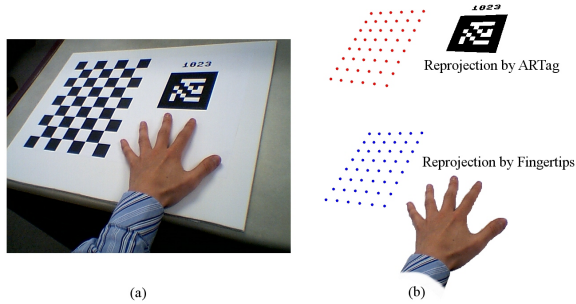 1023
1023
Reprojection by ARTag
Reprojection by Fingertips
(a)
(b)